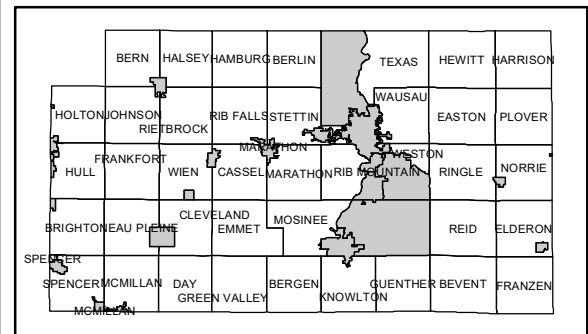 BERN HALSEY HAMBURG BERLIN TEXAS HEWITT HARRISON
WAUSAU
HOLTON JOHNSON RIB FALLS STETTIN EASTON PLOVER
RIETBROCK
MARATHON WESTON
FRANKFORT
HULL WIEN CASSEL MARATHON RIB MOUNTAIN RINGLE NORRIE
CLEVELAND MOSINEE
BRIGHTON EAU PLEINE EMMET REID ELDERON
SPENCER
SPENCER MCMILLAN DAY BERGEN GUENTHER BEVENT FRANZEN
GREEN VALLEY KNOWLTON
MCMILLAN